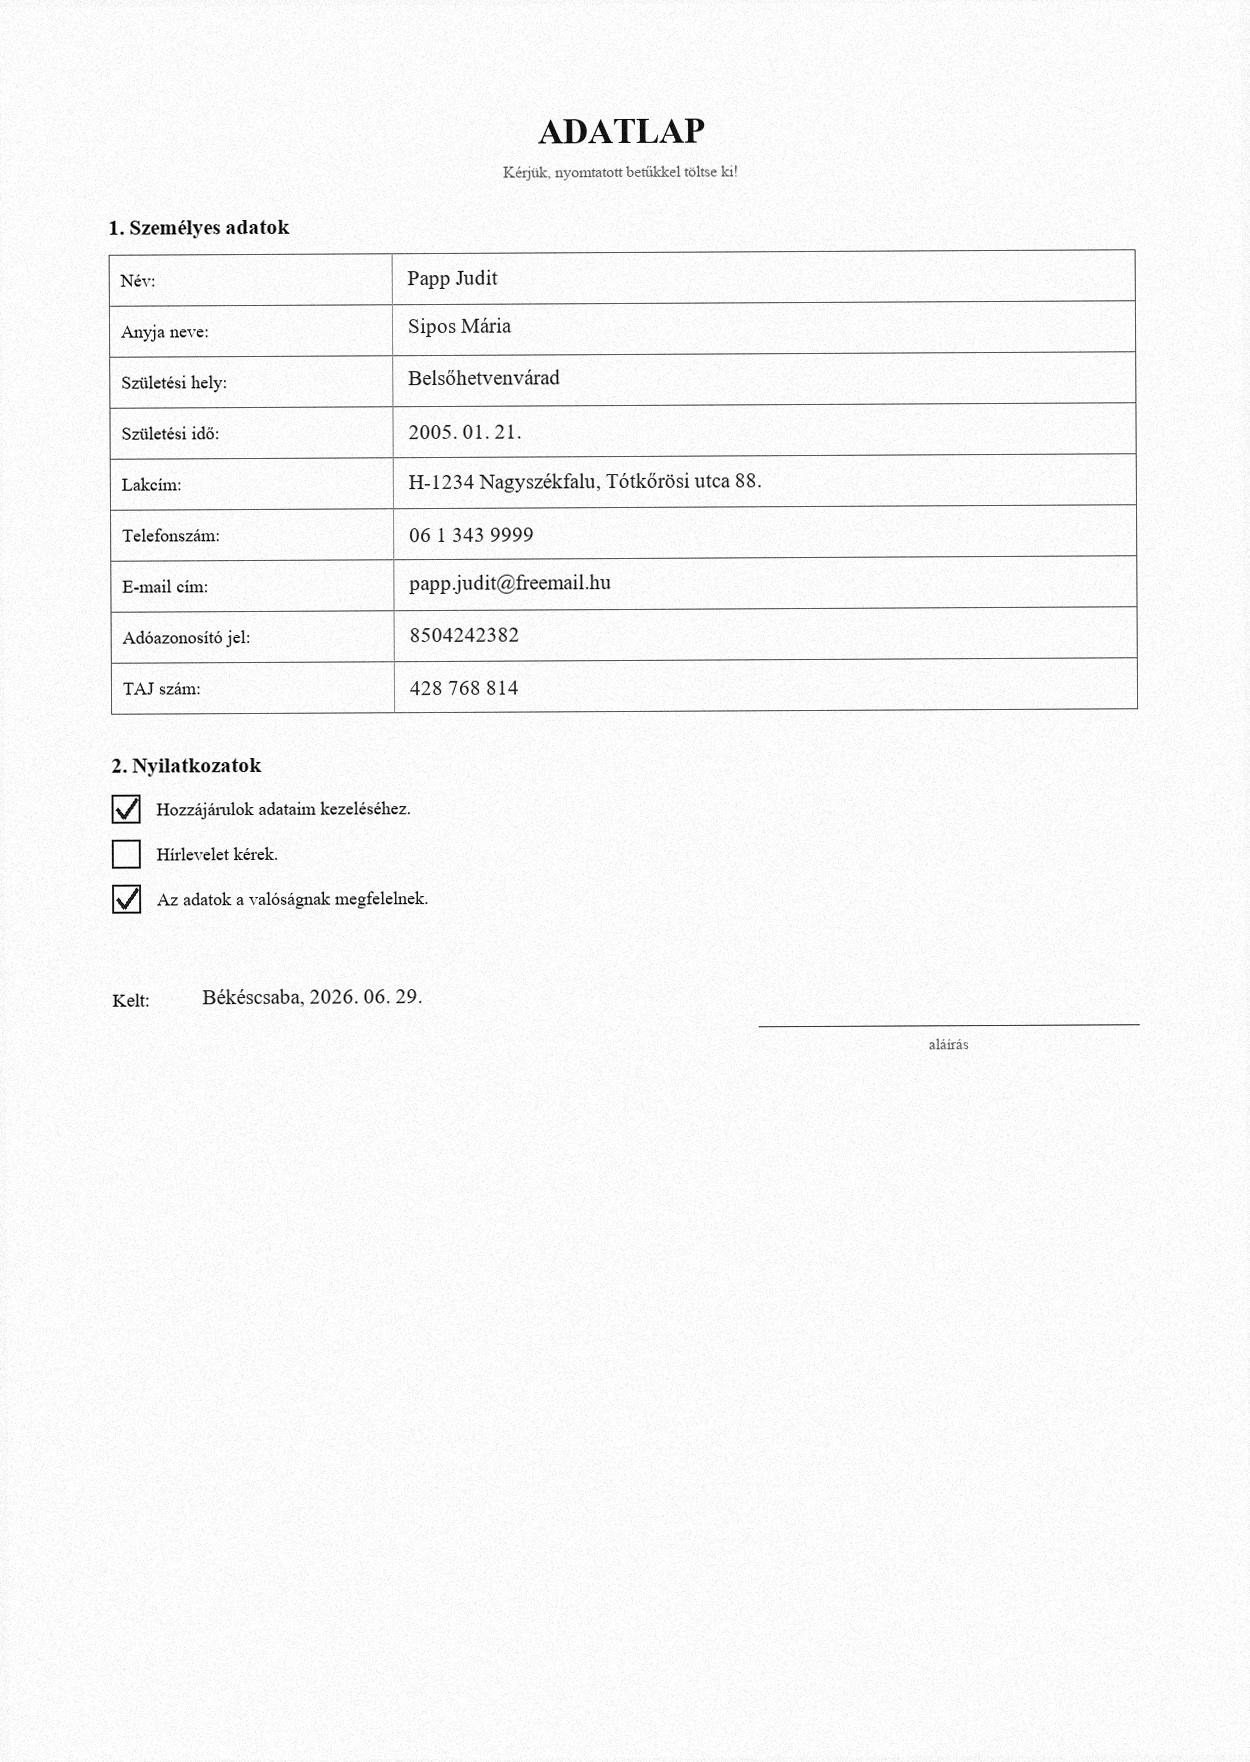 ADATLAP
Kérjük, nyomtatott betűkkel töltse ki!
1. Személyes adatok
Név: Papp Judit
Anyja neve: Sipos Mária
Születési hely: Belsőhetvenvárad
Születési idő: 2005. 01. 21.
Lakcím: H-1234 Nagyszékfalu, Tótkőrösi utca 88.
Telefonszám: 06 1 343 9999
E-mail cím: papp.judit@freemail.hu
Adóazonosító jel: 8504242382
TAJ szám: 428 768 814
2. Nyilatkozatok
Hozzájárulok adataim kezeléséhez.
Hírlevelet kérek.
Az adatok a valóságnak megfelelnek.
Kelt: Békéscsaba, 2026. 06. 29.
aláírás